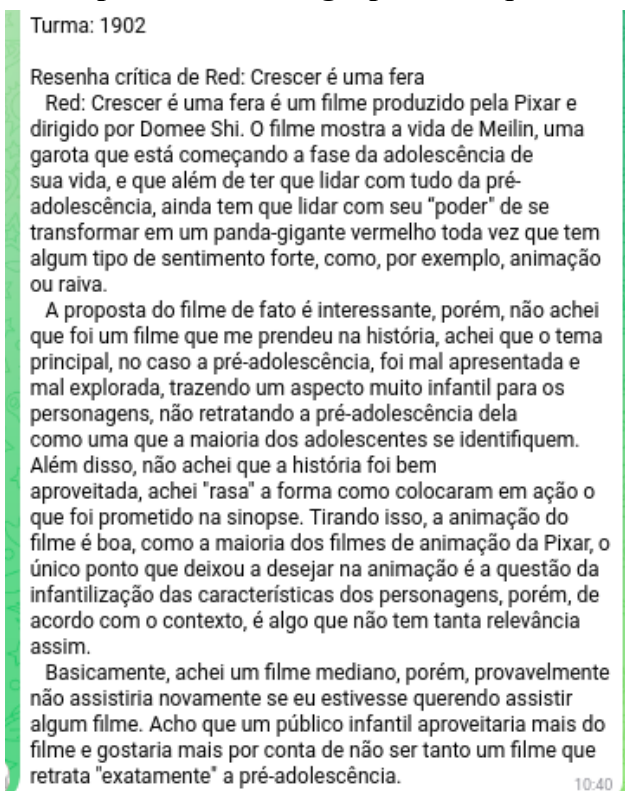 Turma: 1902
Resenha crítica de Red: Crescer é uma fera
Red: Crescer é uma fera é um filme produzido pela Pixar e
dirigido por Domee Shi. O filme mostra a vida de Meilin, uma
garota que está começando a fase da adolescência de
sua vida, e que além de ter que lidar com tudo da pré-
adolescência, ainda tem que lidar com seu “poder" de se
transformar em um panda-gigante vermelho toda vez que tem
algum tipo de sentimento forte, como, por exemplo, animação
ou raiva.
A proposta do filme de fato é interessante, porém, não achei
que foi um filme que me prendeu na história, achei que o tema
principal, no caso a pré-adolescência, foi mal apresentada e
mal explorada, trazendo um aspecto muito infantil para os
personagens, não retratando a pré-adolescência dela
como uma que a maioria dos adolescentes se identifiquem.
Além disso, não achei que a história foi bem
aproveitada, achei "rasa" a forma como colocaram em ação o
que foi prometido na sinopse. Tirando isso, a animação do
filme é boa, como a maioria dos filmes de animação da Pixar, o
único ponto que deixou a desejar na animação é a questão da
infantilização das características dos personagens, porém, de
acordo com o contexto, é algo que não tem tanta relevância
assim.
Basicamente, achei um filme mediano, porém, provavelmente
não assistiria novamente se eu estivesse querendo assistir
algum filme. Acho que um público infantil aproveitaria mais do
filme e gostaria mais por conta de não ser tanto um filme que
retrata "exatamente" a pré-adolescência.
10:40